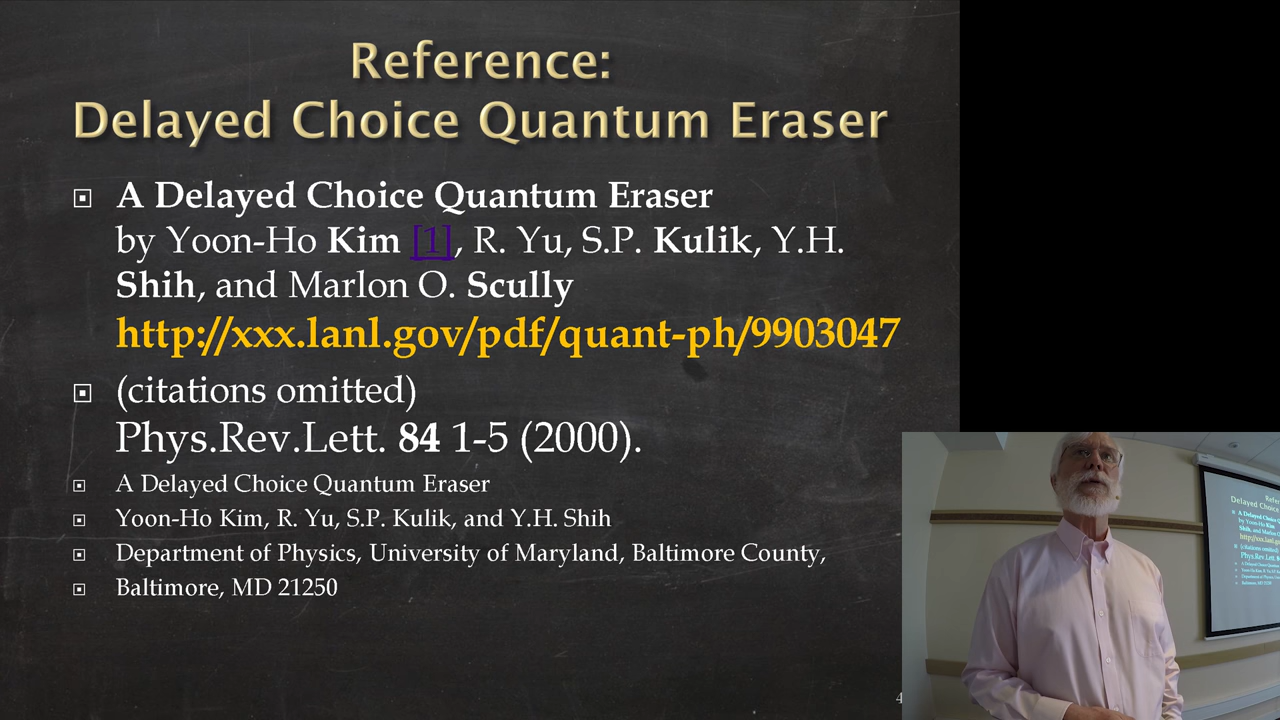 Reference:
Delayed Choice Quantum Eraser
A Delayed Choice Quantum Eraser
by Yoon-Ho Kim [1], R. Yu, S.P. Kulik, Y.H.
Shih, and Marlon O. Scully
http://xxx.lanl.gov/pdf/quant-ph/9903047
(citations omitted)
Phys.Rev.Lett. 84 1-5 (2000).
A Delayed Choice Quantum Eraser
Yoon-Ho Kim, R. Yu, S.P. Kulik, and Y.H. Shih
Department of Physics, University of Maryland, Baltimore County,
Baltimore, MD 21250
4